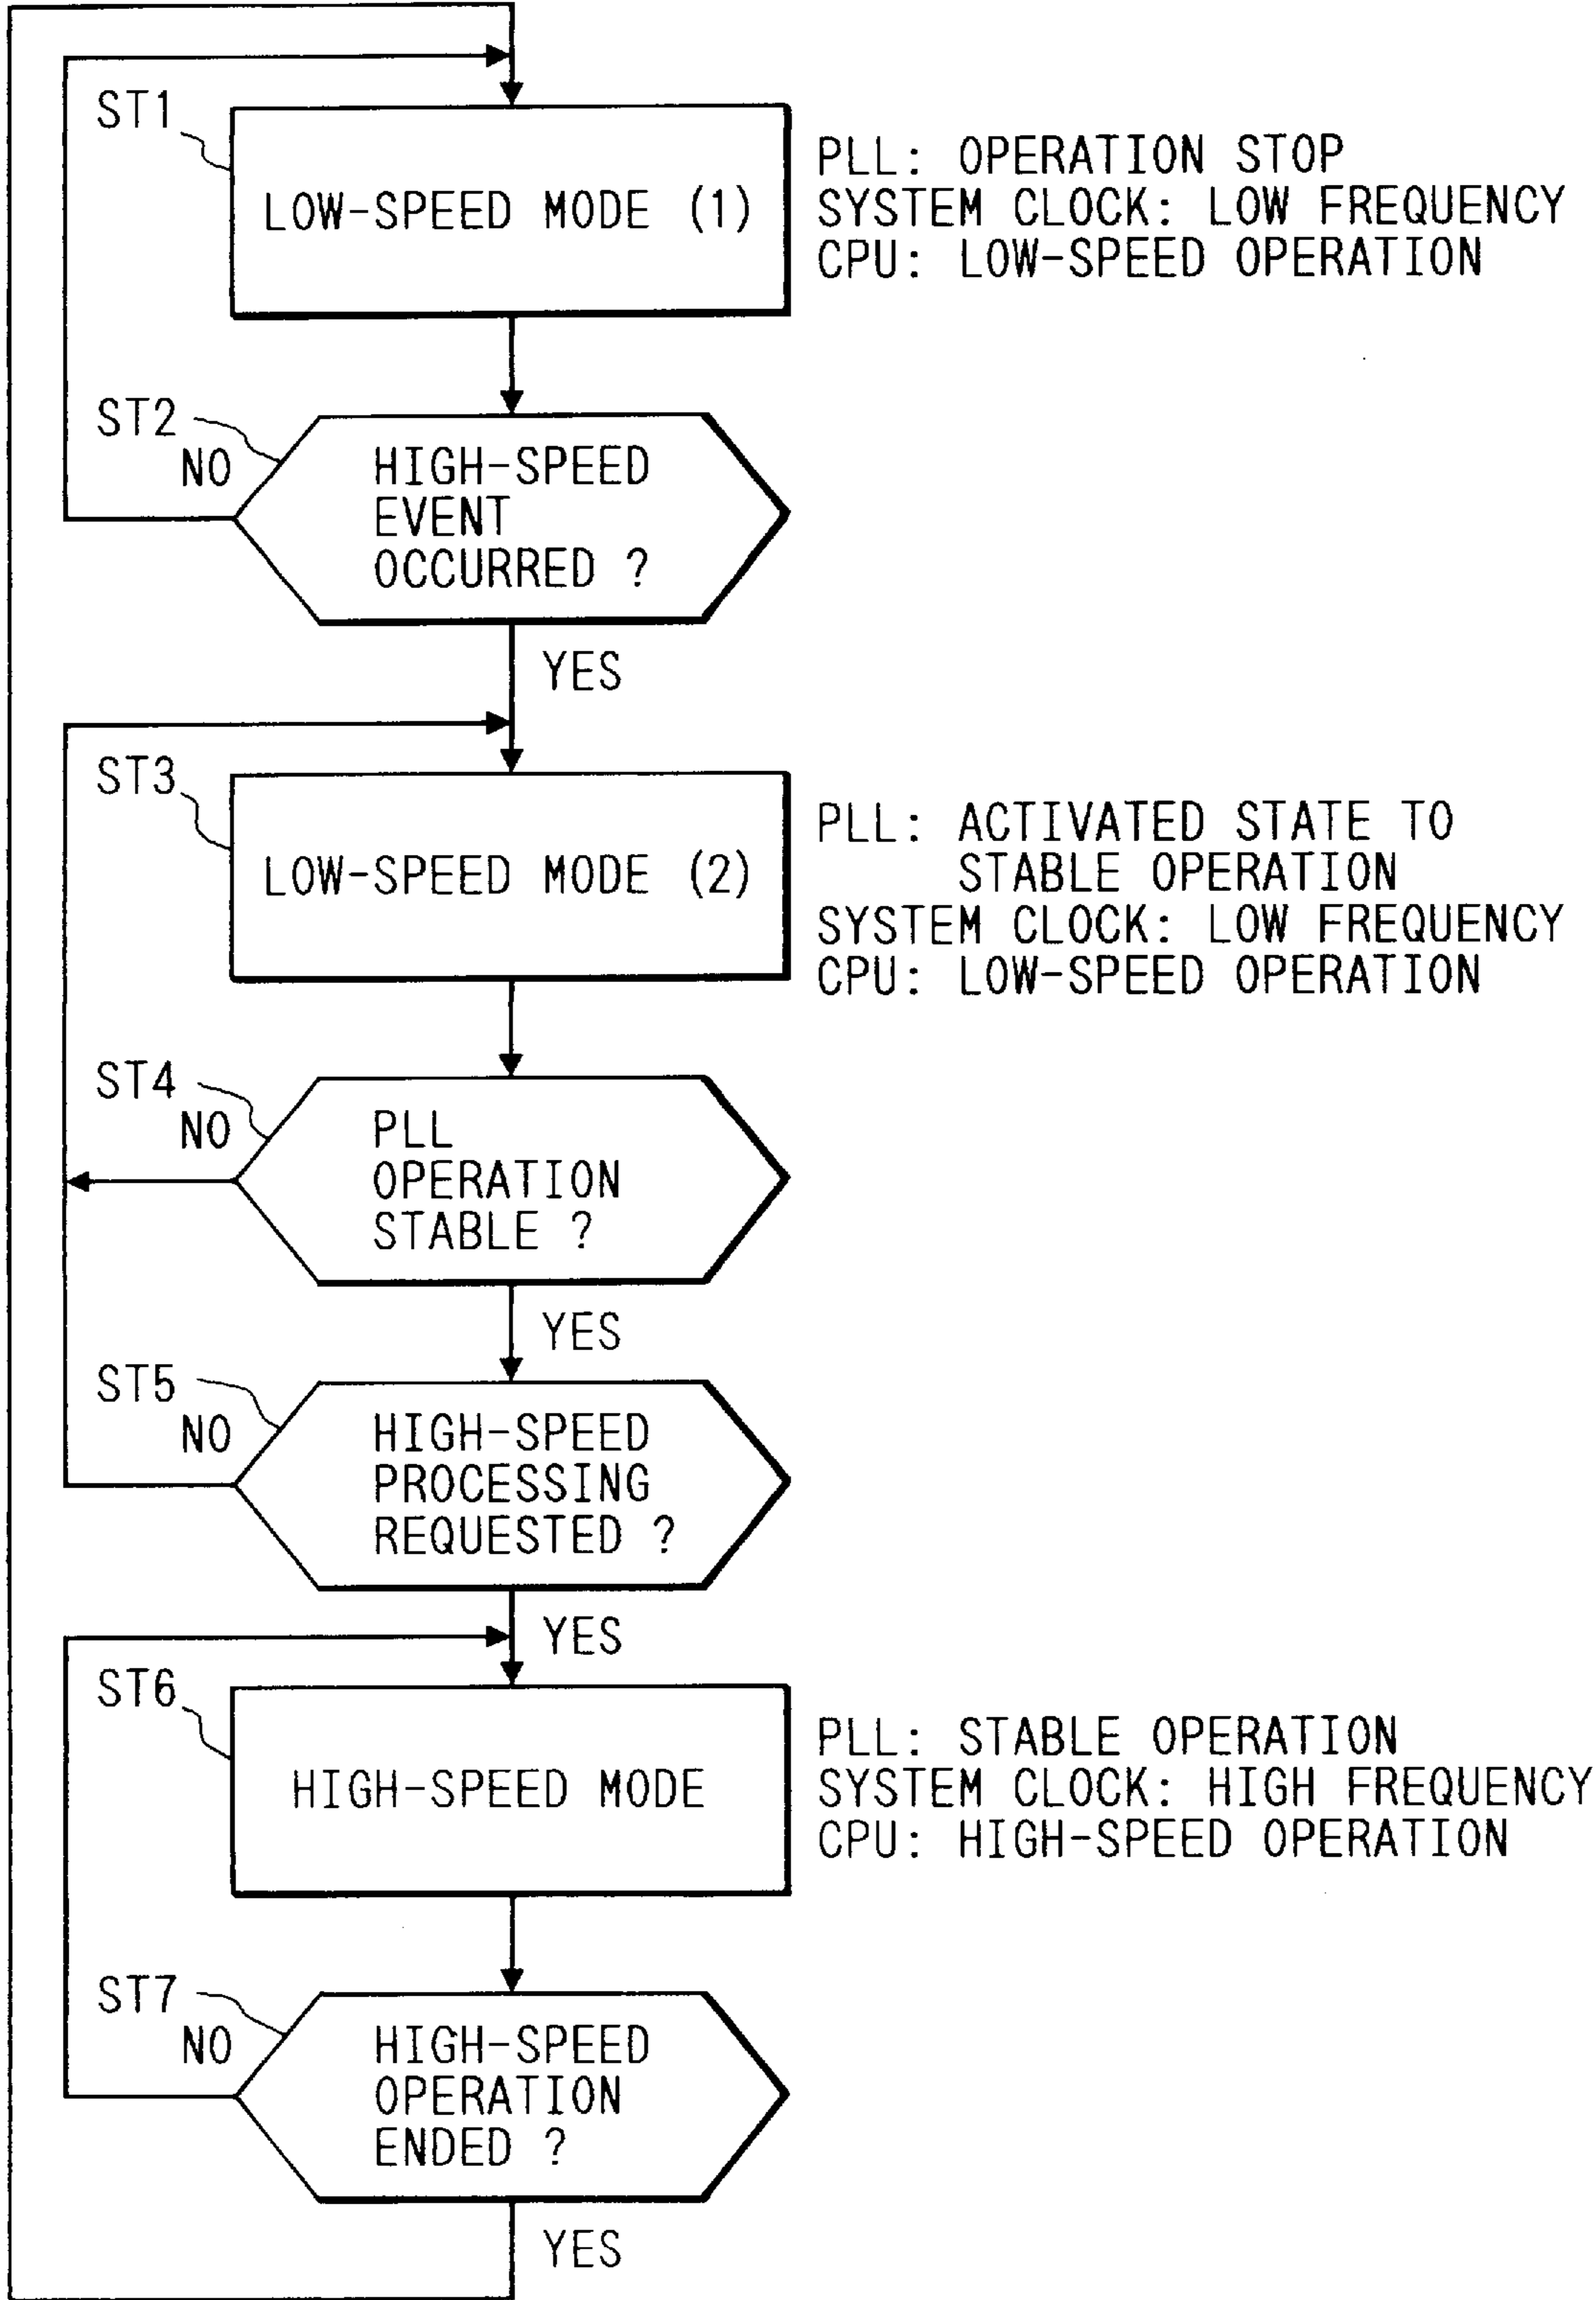 ST1
LOW-SPEED MODE (1)
PLL: OPERATION STOP
SYSTEM CLOCK: LOW FREQUENCY
CPU: LOW-SPEED OPERATION
ST2
NO
HIGH-SPEED
EVENT
OCCURRED ?
YES
ST3
LOW-SPEED MODE (2)
PLL: ACTIVATED STATE TO
STABLE OPERATION
SYSTEM CLOCK: LOW FREQUENCY
CPU: LOW-SPEED OPERATION
ST4
NO
PLL
OPERATION
STABLE ?
YES
ST5
NO
HIGH-SPEED
PROCESSING
REQUESTED ?
YES
ST6
HIGH-SPEED MODE
PLL: STABLE OPERATION
SYSTEM CLOCK: HIGH FREQUENCY
CPU: HIGH-SPEED OPERATION
ST7
NO
HIGH-SPEED
OPERATION
ENDED ?
YES